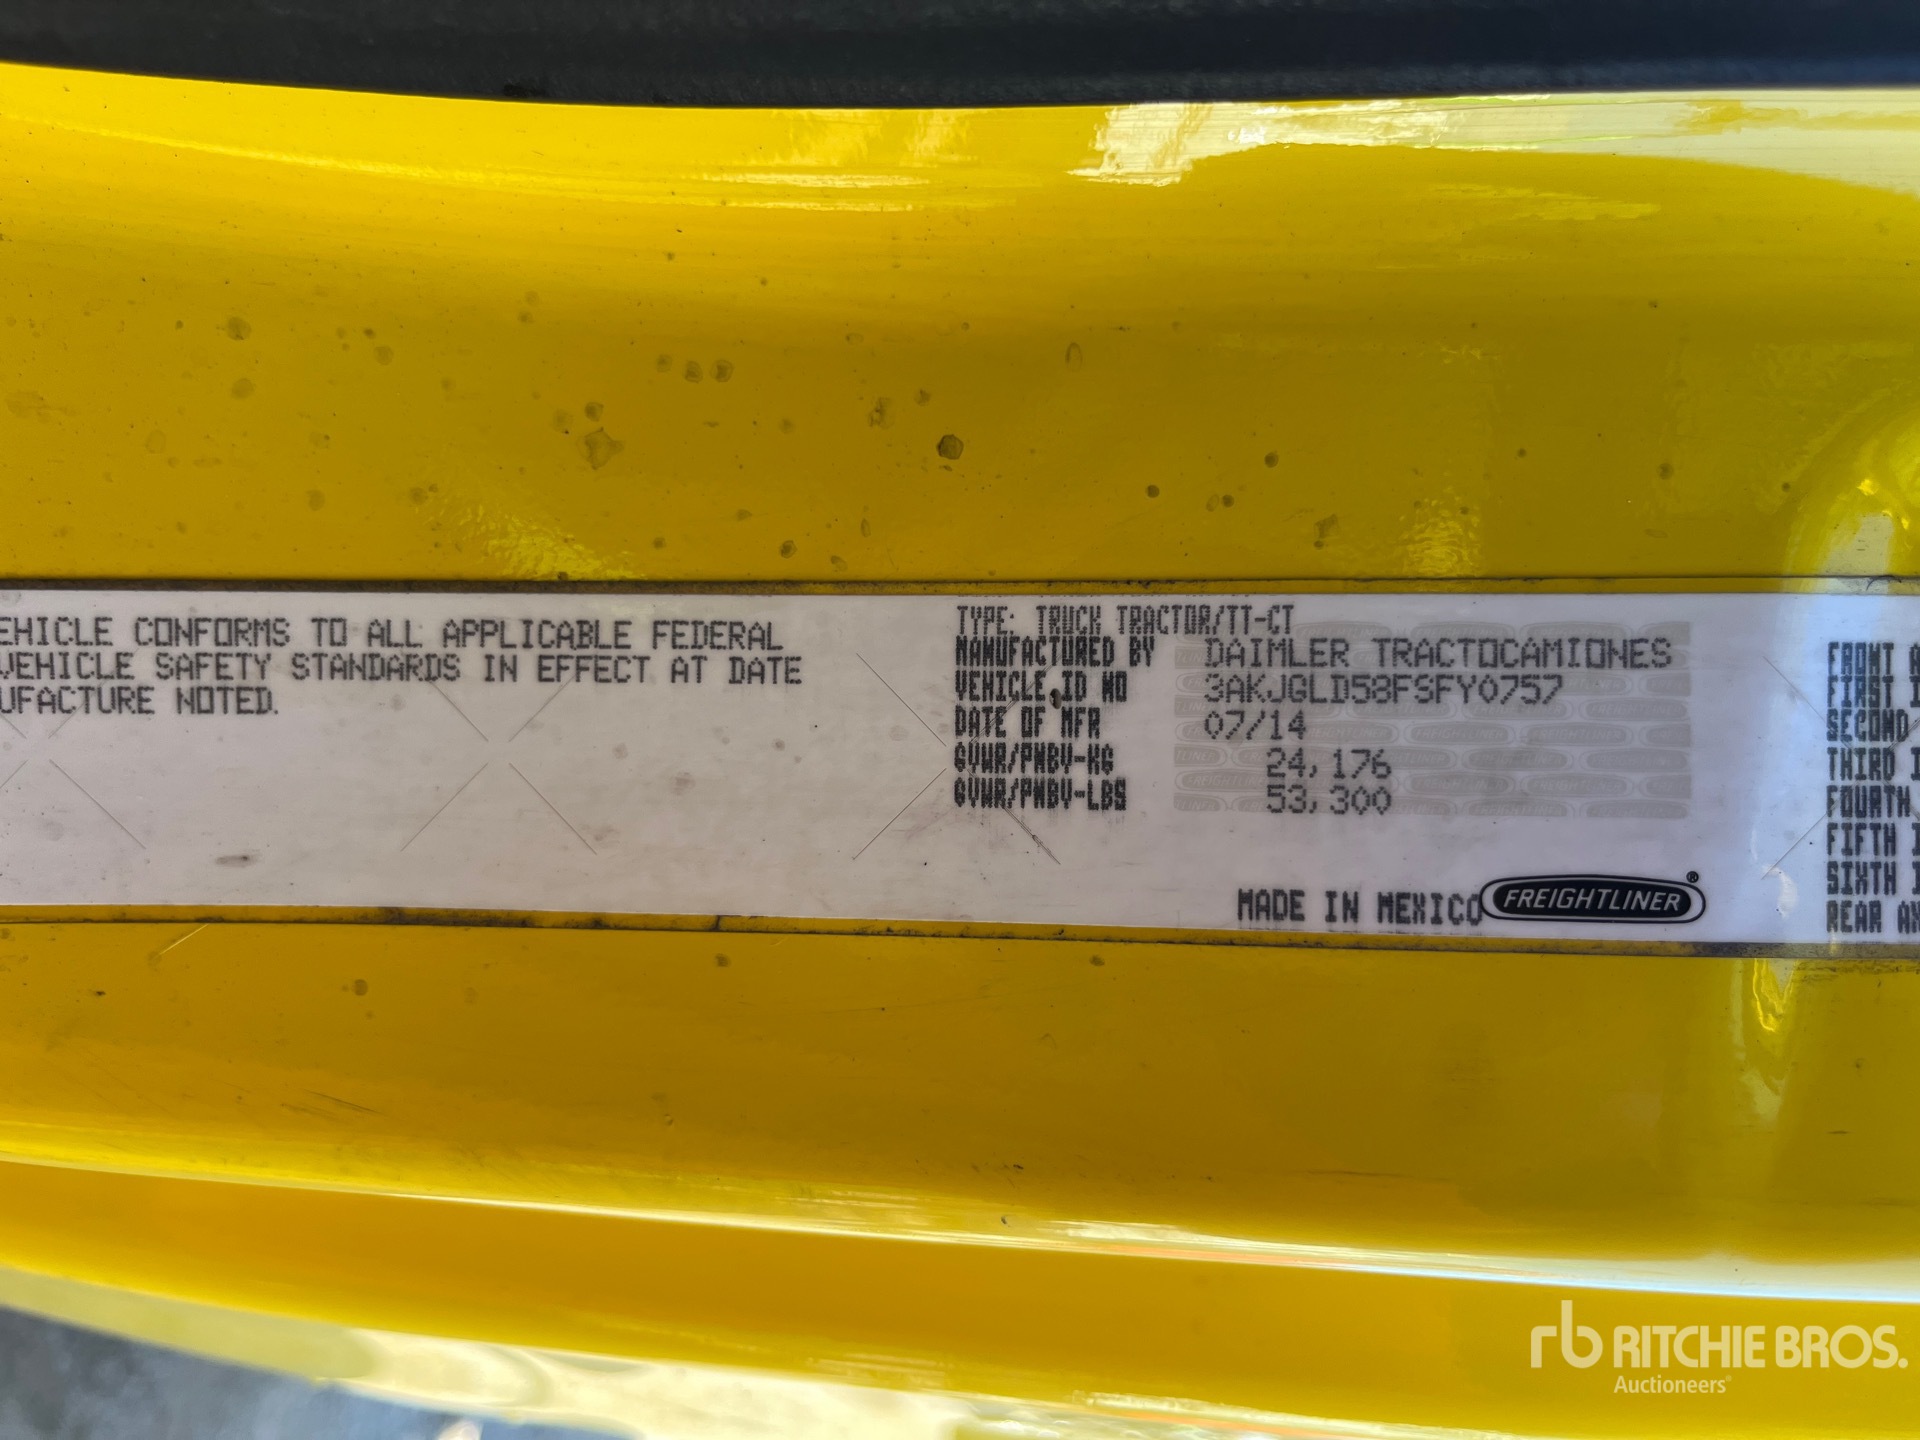 EHICLE CONFORMS TO ALL APPLICABLE FEDERAL
VEHICLE SAFETY STANDARDS IN EFFECT AT DATE
UFACTURE NOTED.
TYPE: TRUCK TRACTOR/TT-CT
MANUFACTURED BY DAIMLER TRACTOCAMIONES
VEHICLE ID NO 3AKJGLD58FSFY0757
DATE OF MFR 07/14
GVWR/PNBV-KG 24,176
GVWR/PNBV-LBS 53,300
MADE IN MEXICO FREIGHTLINER®
FRONT A
FIRST I
SECOND
THIRD I
FOURTH
FIFTH I
SIXTH I
REAR AX
rb RITCHIE BROS.
Auctioneers